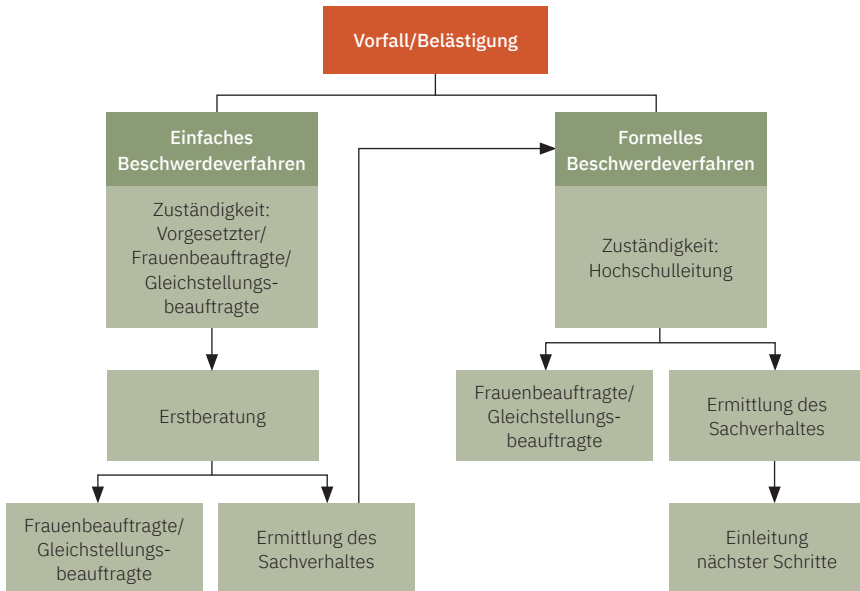 Vorfall/Belästigung
Einfaches
Beschwerdeverfahren
Zuständigkeit:
Vorgesetzter/
Frauenbeauftragte/
Gleichstellungs-
beauftragte
Erstberatung
Frauenbeauftragte/
Gleichstellungs-
beauftragte
Ermittlung des
Sachverhaltes
Formelles
Beschwerdeverfahren
Zuständigkeit:
Hochschulleitung
Frauenbeauftragte/
Gleichstellungs-
beauftragte
Ermittlung des
Sachverhaltes
Einleitung
nächster Schritte